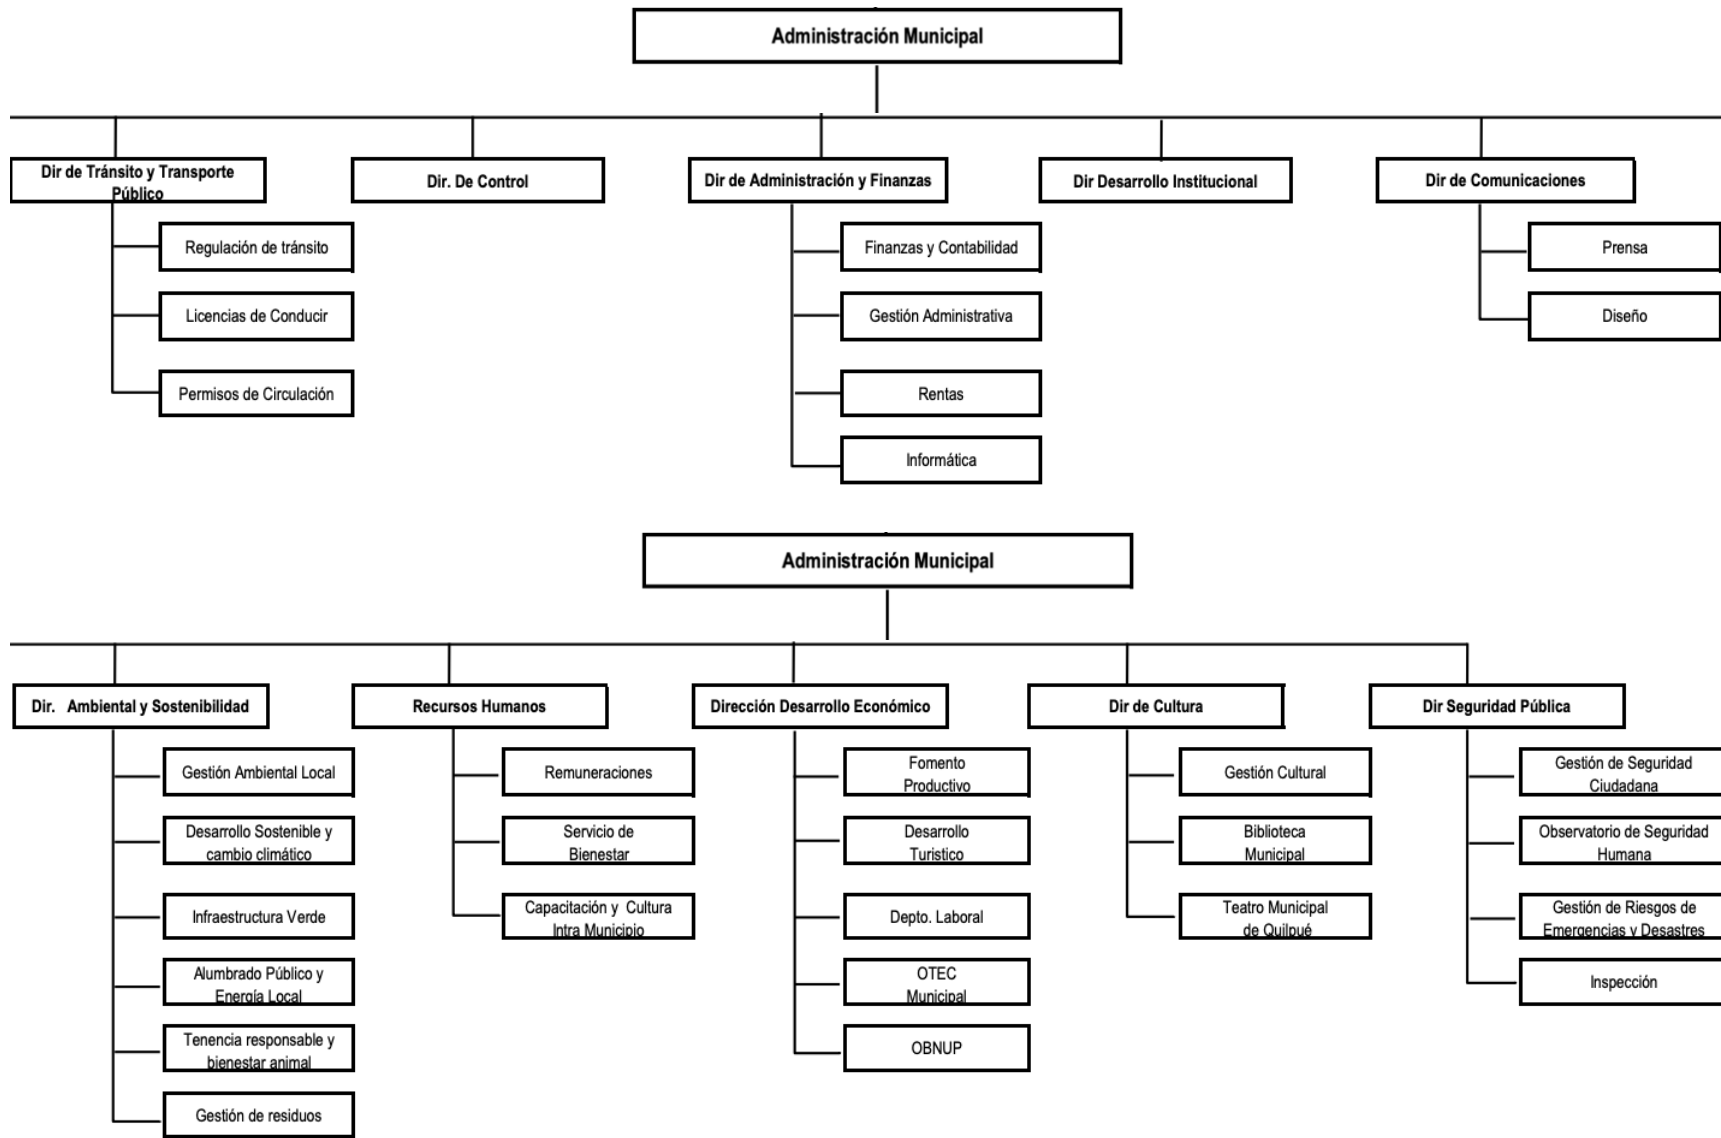 Administración Municipal
Dir de Tránsito y Transporte
Público
Dir. De Control
Dir de Administración y Finanzas
Dir Desarrollo Institucional
Dir de Comunicaciones
Regulación de tránsito
Finanzas y Contabilidad
Prensa
Licencias de Conducir
Gestión Administrativa
Diseño
Permisos de Circulación
Rentas
Informática
Administración Municipal
Dir. Ambiental y Sostenibilidad
Recursos Humanos
Dirección Desarrollo Económico
Dir de Cultura
Dir Seguridad Pública
Gestión Ambiental Local
Remuneraciones
Fomento
Productivo
Gestión Cultural
Gestión de Seguridad
Ciudadana
Desarrollo Sostenible y
cambio climático
Servicio de
Bienestar
Desarrollo
Turistico
Biblioteca
Municipal
Observatorio de Seguridad
Humana
Infraestructura Verde
Capacitación y Cultura
Intra Municipio
Depto. Laboral
Teatro Municipal
de Quilpué
Gestión de Riesgos de
Emergencias y Desastres
Alumbrado Público y
Energía Local
OTEC
Municipal
Inspección
Tenencia responsable y
bienestar animal
OBNUP
Gestión de residuos